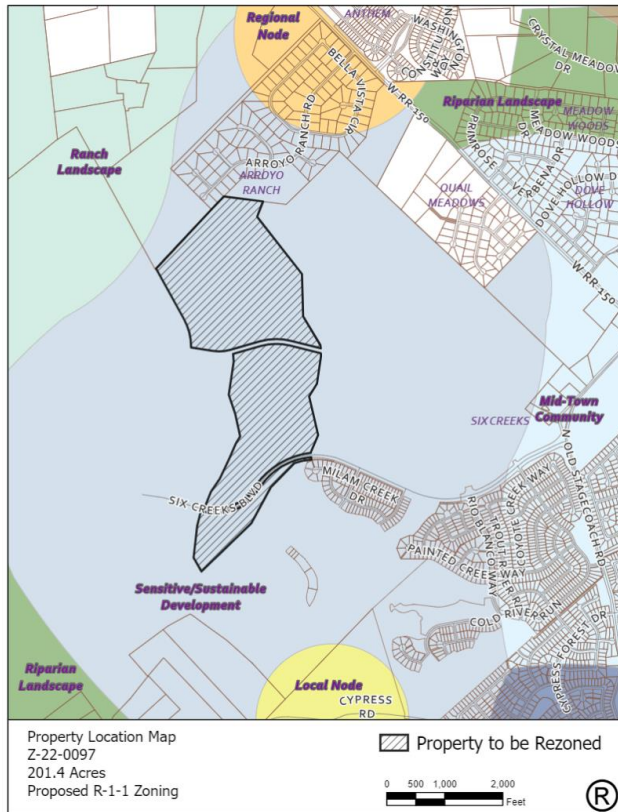 Regional
Node
ANTHEM
WASHINGTON
WAY
CONSTITUTION
WAY
CRYSTAL MEADOW
DR
BELLA VISTA CIR
W RR 150
Riparian Landscape
MEADOW
WOODS
MEADOW WOODS
DR
PRIMROSE
VERBENA DR
DOVE HOLLOW D
DOVE
HOLLOW
Ranch
Landscape
ARROYO RANCH RD
ARROYO
RANCH
QUAIL
MEADOWS
W RR 150
Mid-Town
Community
SIX CREEKS
N OLD STAGECOACH RD
MILAM CREEK
DR
SIX CREEKS BLVD
CREEK WAY
COYOTE
TROUT RIVER RD
RIO BLANCO WAY
PAINTED CREEK WAY
COLD RIVER RUN
CYPRESS FOREST DR
Sensitive/Sustainable
Development
Riparian
Landscape
Local Node
CYPRESS
RD
Property Location Map
Z-22-0097
201.4 Acres
Proposed R-1-1 Zoning
Property to be Rezoned
0 500 1,000 2,000
Feet
R